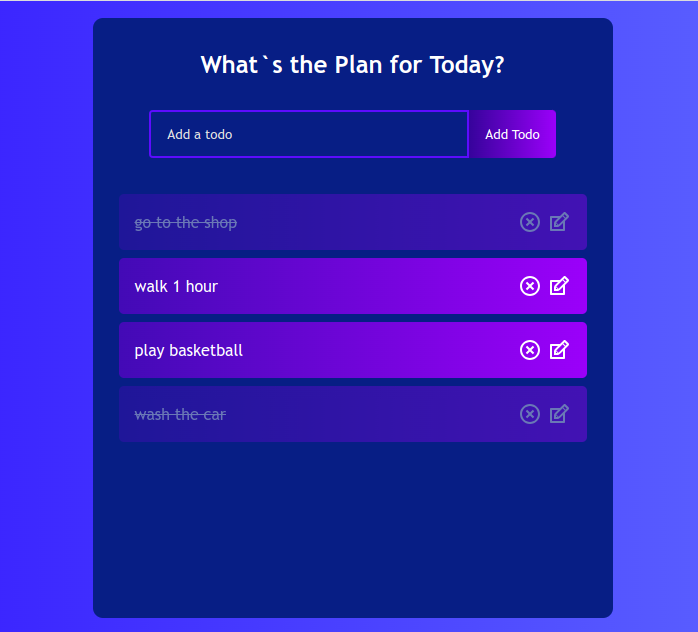 What`s the Plan for Today?
Add a todo
Add Todo
go to the shop
walk 1 hour
play basketball
wash the car